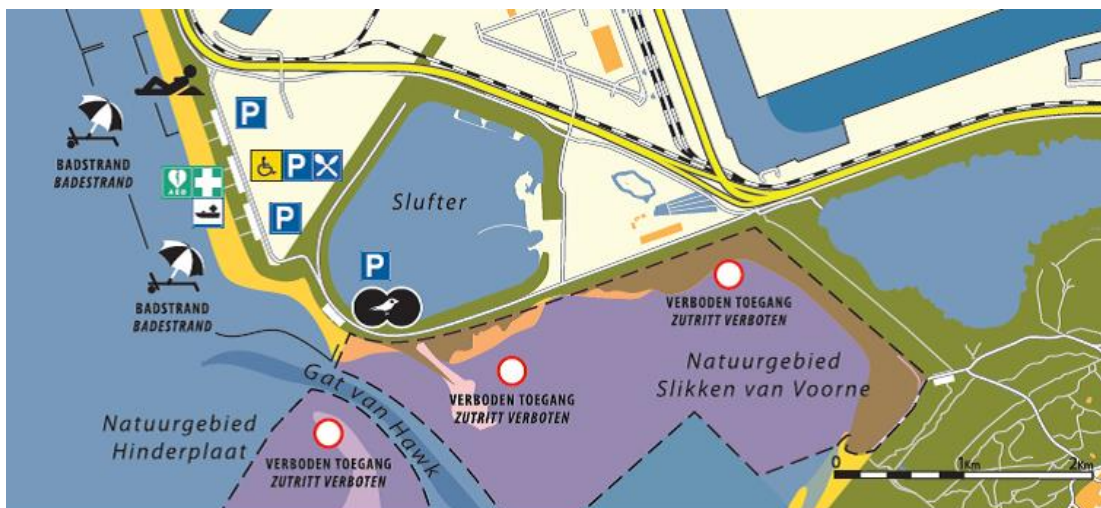 P
BADSTRAND
BADESTRAND
P
AED
P
Slufter
P
BADSTRAND
BADESTRAND
VERBODEN TOEGANG
ZUTRITT VERBOTEN
Gat van Hawk
Natuurgebied
Slikken van Voorne
VERBODEN TOEGANG
ZUTRITT VERBOTEN
Natuurgebied
Hinderplaat
VERBODEN TOEGANG
ZUTRITT VERBOTEN
0 1Km 2Km